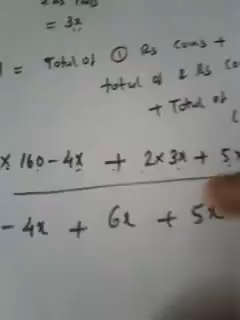 = 3x
= Total of ① Rs coins +
total of 2 Rs co
+ Total of
x 160 - 4x + 2 x 3x + 5x
- 4x + 6x + 5x